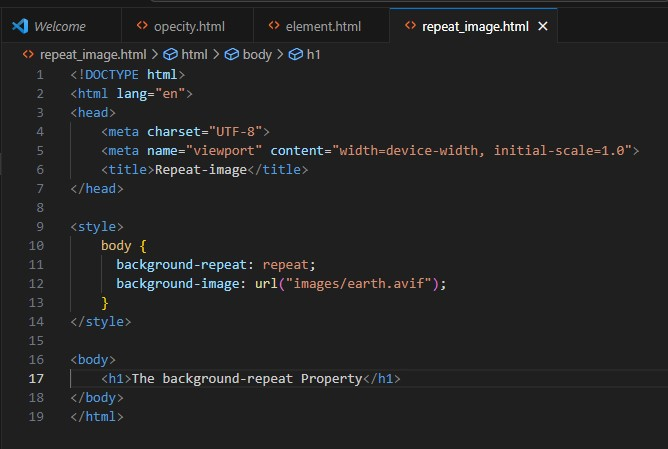 Welcome opecity.html element.html repeat_image.html
repeat_image.html > html > body > h1
1 <!DOCTYPE html>
2 <html lang="en">
3 <head>
4     <meta charset="UTF-8">
5     <meta name="viewport" content="width=device-width, initial-scale=1.0">
6     <title>Repeat-image</title>
7 </head>
8
9 <style>
10     body {
11       background-repeat: repeat;
12       background-image: url("images/earth.avif");
13     }
14 </style>
15
16 <body>
17     <h1>The background-repeat Property</h1>
18 </body>
19 </html>